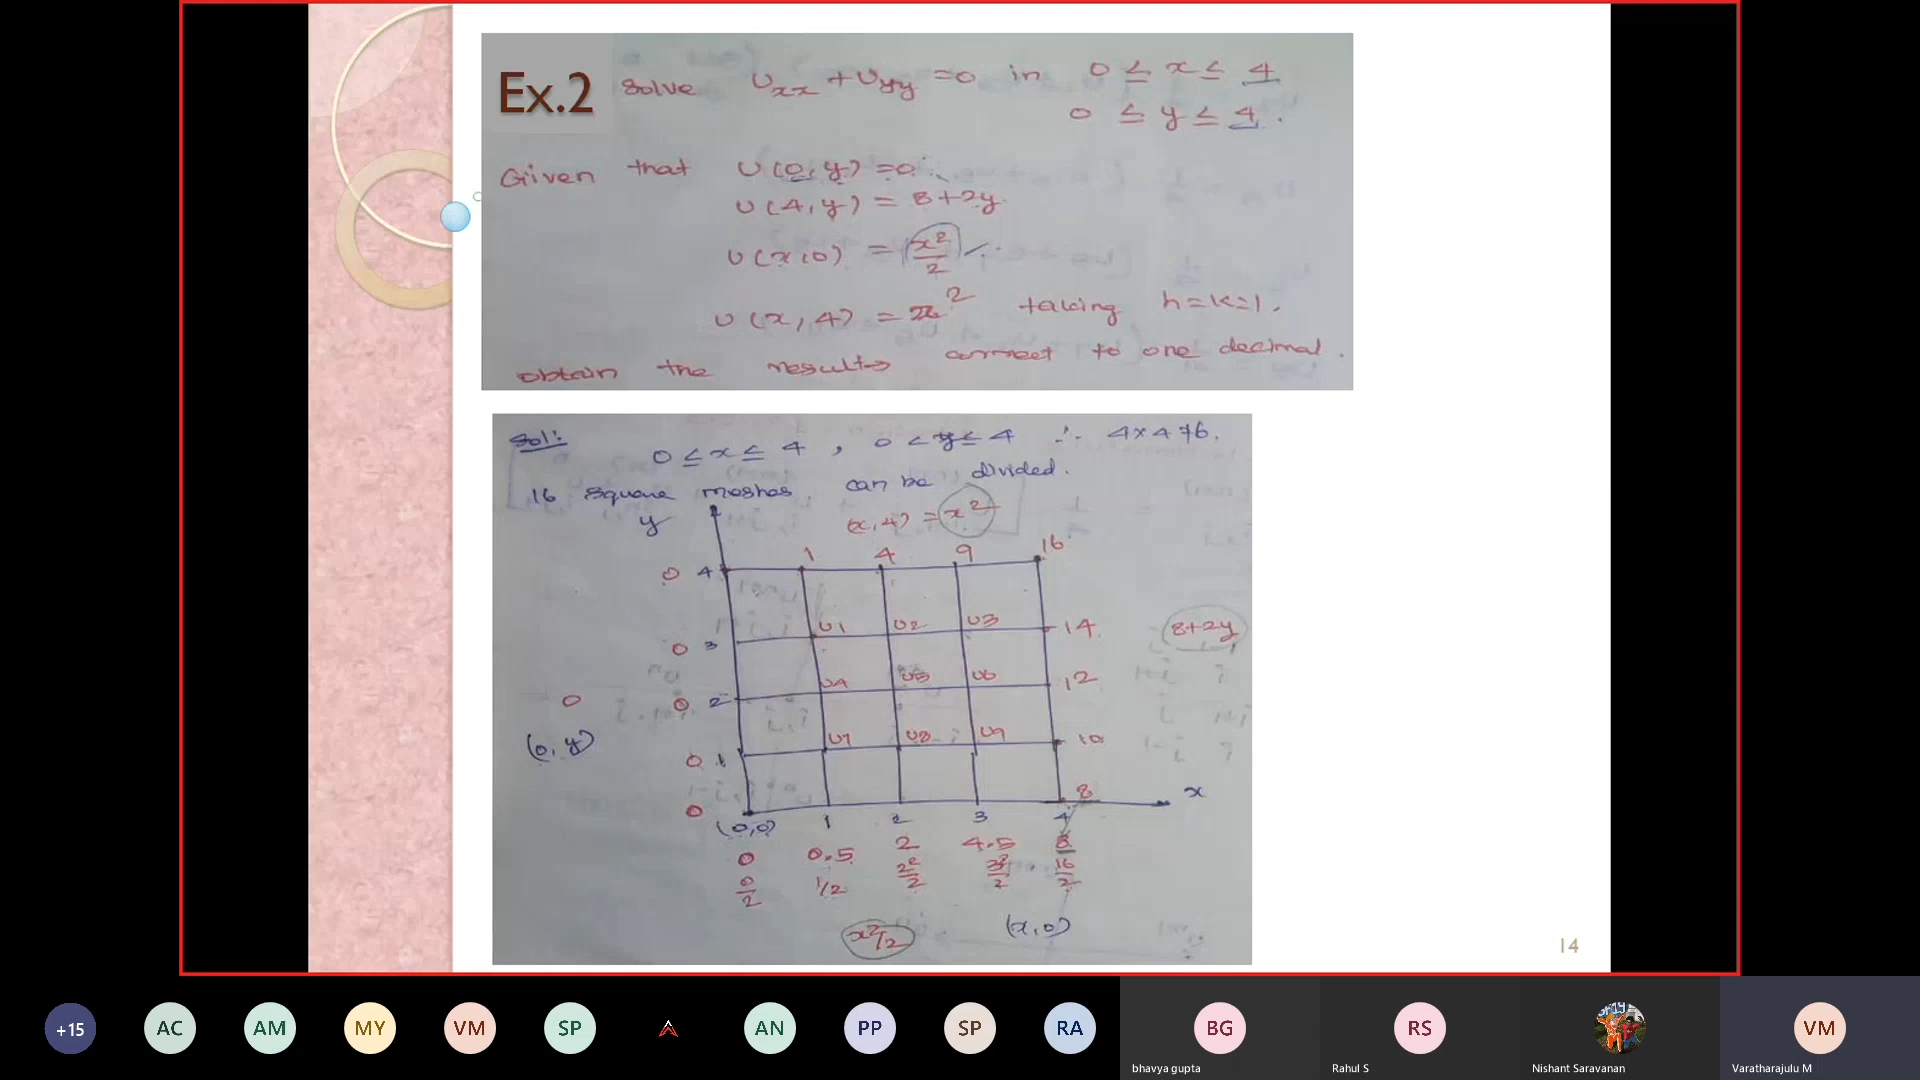 Ex.2 Solve Uxx + Uyy = 0 in 0 ≤ x ≤ 4
0 ≤ y ≤ 4.
Given that U(0,y) = 0
U(4,y) = 8+2y
U(x,0) = x²/2
U(x,4) = x² taking h=k=1.
obtain the results correct to one decimal.
Sol: 0 ≤ x ≤ 4, 0 < y ≤ 4 ∴ 4×4 =16.
16 square meshes can be divided.
y
(x,4) = x²
1 4 9 16
0 4
U1 U2 U3 14 8+2y
0 3
U4 U5 U6 12
0 0 2
(0,y)
U7 U8 U9 10
0 1
8 x
0
(0,0) 1 2 3 4
0 0.5 2 4.5 8
0/2 1/2 2²/2 3²/2 16/2
x²/2 (x,0)
14
+15 AC AM MY VM SP AN PP SP RA BG RS VM
bhavya gupta Rahul S Nishant Saravanan Varatharajulu M